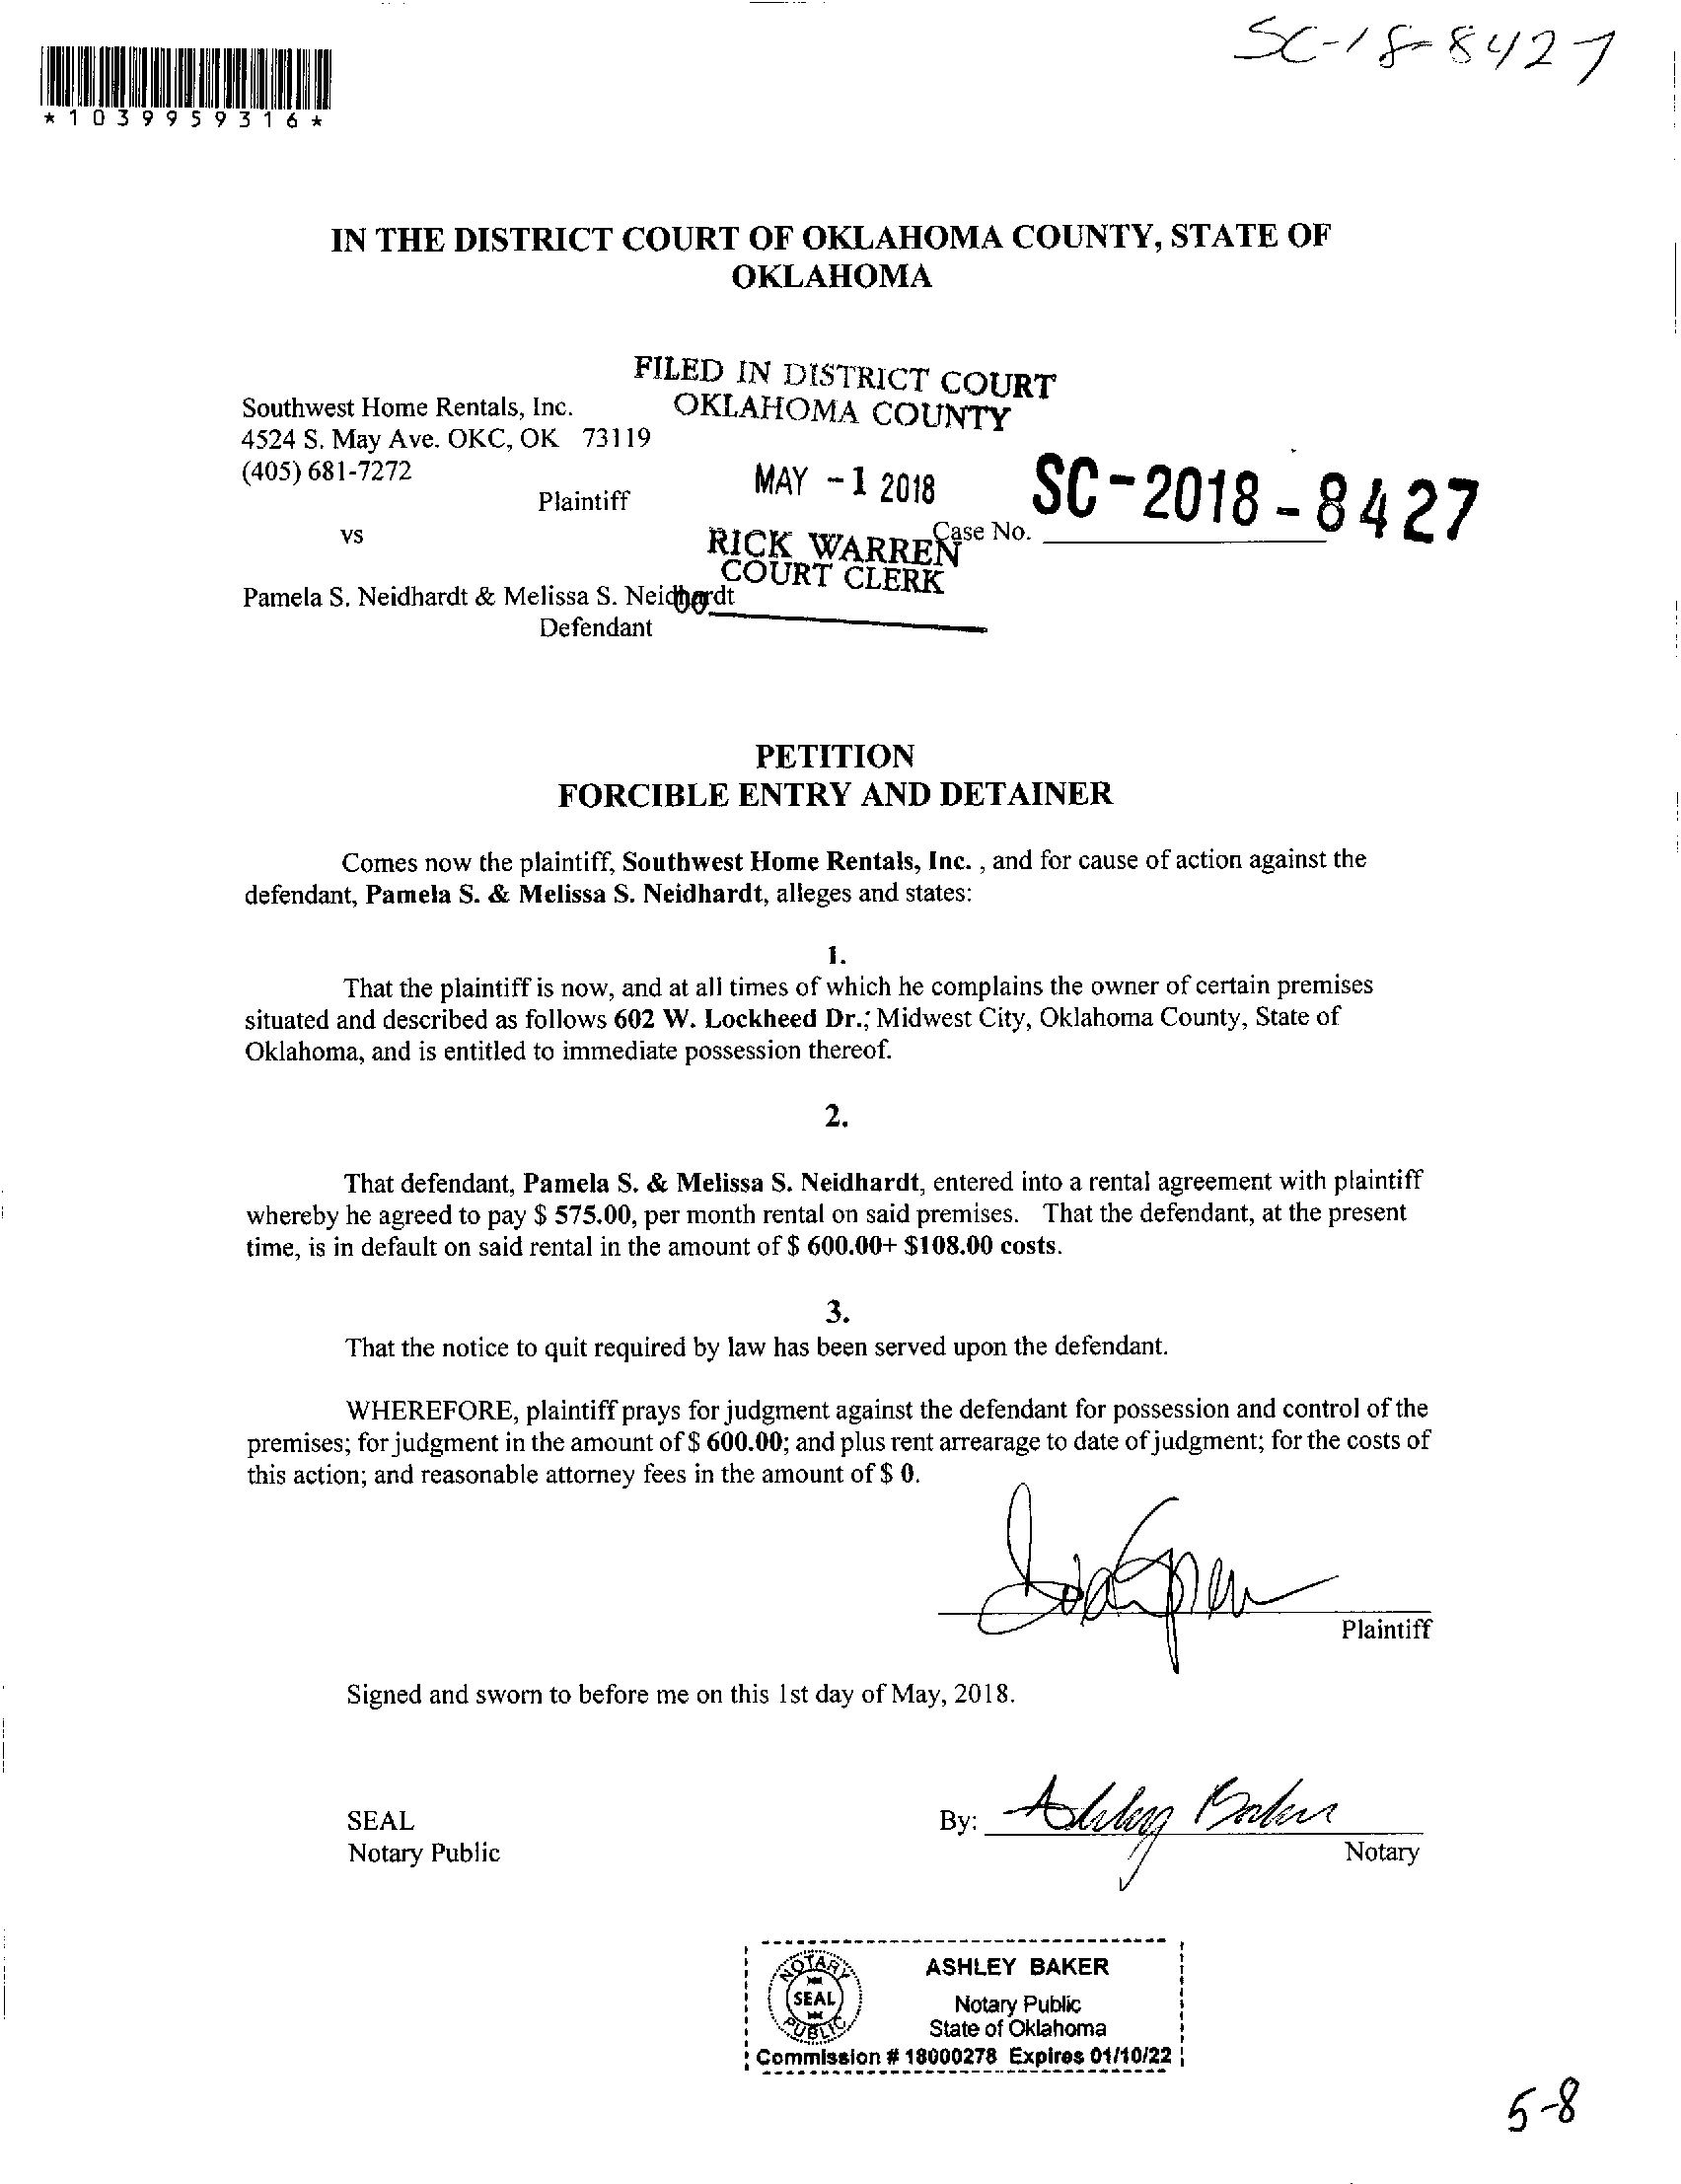 SC-18-8427
*1039959316*
IN THE DISTRICT COURT OF OKLAHOMA COUNTY, STATE OF
OKLAHOMA
FILED IN DISTRICT COURT
OKLAHOMA COUNTY
Southwest Home Rentals, Inc.
4524 S. May Ave. OKC, OK 73119
(405) 681-7272
Plaintiff
MAY -1 2018
SC-2018-8427
vs
Case No.
RICK WARREN
COURT CLERK
Pamela S. Neidhardt & Melissa S. Neidhardt
Defendant
PETITION
FORCIBLE ENTRY AND DETAINER
Comes now the plaintiff, Southwest Home Rentals, Inc. , and for cause of action against the
defendant, Pamela S. & Melissa S. Neidhardt, alleges and states:
1.
That the plaintiff is now, and at all times of which he complains the owner of certain premises
situated and described as follows 602 W. Lockheed Dr.; Midwest City, Oklahoma County, State of
Oklahoma, and is entitled to immediate possession thereof.
2.
That defendant, Pamela S. & Melissa S. Neidhardt, entered into a rental agreement with plaintiff
whereby he agreed to pay $ 575.00, per month rental on said premises. That the defendant, at the present
time, is in default on said rental in the amount of $ 600.00+ $108.00 costs.
3.
That the notice to quit required by law has been served upon the defendant.
WHEREFORE, plaintiff prays for judgment against the defendant for possession and control of the
premises; for judgment in the amount of $ 600.00; and plus rent arrearage to date of judgment; for the costs of
this action; and reasonable attorney fees in the amount of $ 0.
Plaintiff
Signed and sworn to before me on this 1st day of May, 2018.
SEAL
By: Ashley Baker
Notary Public
Notary
NOTARY
SEAL
PUBLIC
ASHLEY BAKER
Notary Public
State of Oklahoma
Commission # 18000278 Expires 01/10/22
5-8